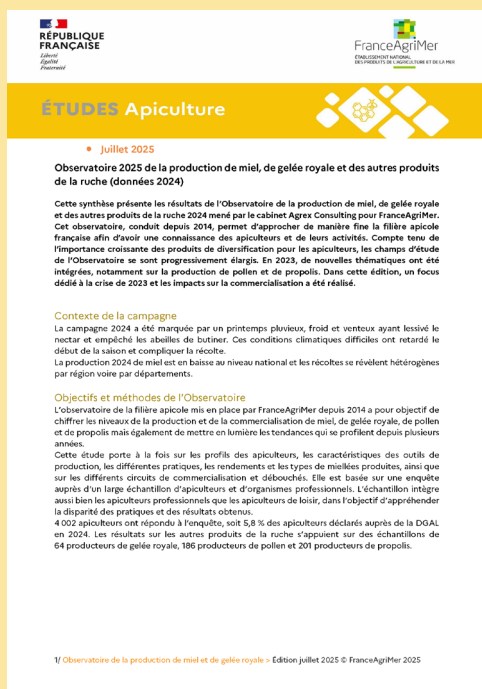 RÉPUBLIQUE
FRANÇAISE
Liberté
Égalité
Fraternité
FranceAgriMer
ÉTABLISSEMENT NATIONAL
DES PRODUITS DE L'AGRICULTURE ET DE LA MER
ÉTUDES Apiculture
• Juillet 2025
Observatoire 2025 de la production de miel, de gelée royale et des autres produits
de la ruche (données 2024)
Cette synthèse présente les résultats de l'Observatoire de la production de miel, de gelée royale
et des autres produits de la ruche 2024 mené par le cabinet Agrex Consulting pour FranceAgriMer.
Cet observatoire, conduit depuis 2014, permet d'approcher de manière fine la filière apicole
française afin d'avoir une connaissance des apiculteurs et de leurs activités. Compte tenu de
l'importance croissante des produits de diversification pour les apiculteurs, les champs d'étude
de l'Observatoire se sont progressivement élargis. En 2023, de nouvelles thématiques ont été
intégrées, notamment sur la production de pollen et de propolis. Dans cette édition, un focus
dédié à la crise de 2023 et les impacts sur la commercialisation a été réalisé.
Contexte de la campagne
La campagne 2024 a été marquée par un printemps pluvieux, froid et venteux ayant lessivé le
nectar et empêché les abeilles de butiner. Ces conditions climatiques difficiles ont retardé le
début de la saison et compliquer la récolte.
La production 2024 de miel est en baisse au niveau national et les récoltes se révèlent hétérogènes
par région voire par départements.
Objectifs et méthodes de l'Observatoire
L'observatoire de la filière apicole mis en place par FranceAgriMer depuis 2014 a pour objectif de
chiffrer les niveaux de la production et de la commercialisation de miel, de gelée royale, de pollen
et de propolis mais également de mettre en lumière les tendances qui se profilent depuis plusieurs
années.
Cette étude porte à la fois sur les profils des apiculteurs, les caractéristiques des outils de
production, les différentes pratiques, les rendements et les types de miellées produites, ainsi que
sur les différents circuits de commercialisation et débouchés. Elle est basée sur une enquête
auprès d'un large échantillon d'apiculteurs et d'organismes professionnels. L'échantillon intègre
aussi bien les apiculteurs professionnels que les apiculteurs de loisir, dans l'objectif d'appréhender
la disparité des pratiques et des résultats obtenus.
4 002 apiculteurs ont répondu à l'enquête, soit 5,8 % des apiculteurs déclarés auprès de la DGAL
en 2024. Les résultats sur les autres produits de la ruche s'appuient sur des échantillons de
64 producteurs de gelée royale, 186 producteurs de pollen et 201 producteurs de propolis.
1/ Observatoire de la production de miel et de gelée royale > Édition juillet 2025 © FranceAgriMer 2025